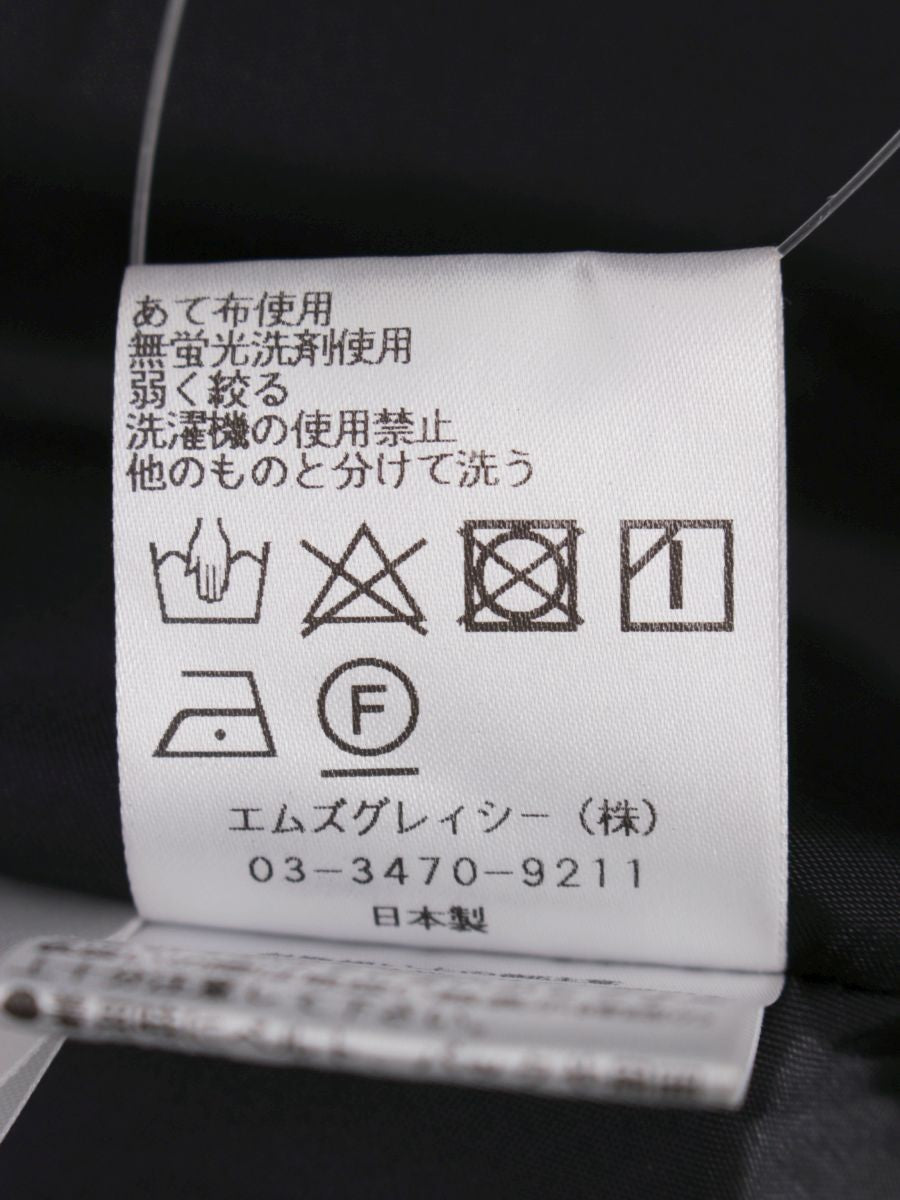 あて布使用
無蛍光洗剤使用
弱く絞る
洗濯機の使用禁止
他のものと分けて洗う
F
エムズグレイシー(株)
03-3470-9211
日本製